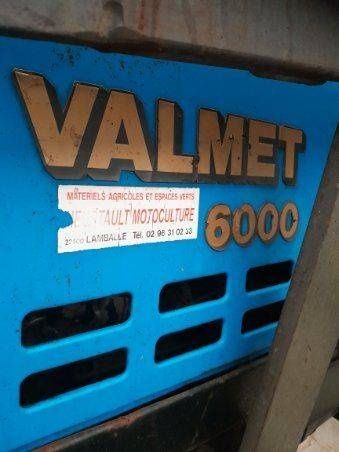 VALMET
MATERIELS AGRICOLES ET ESPACES VERTS
MOTOCULTURE
6000
LAMBALLE Tél. 02 96 31 02 33